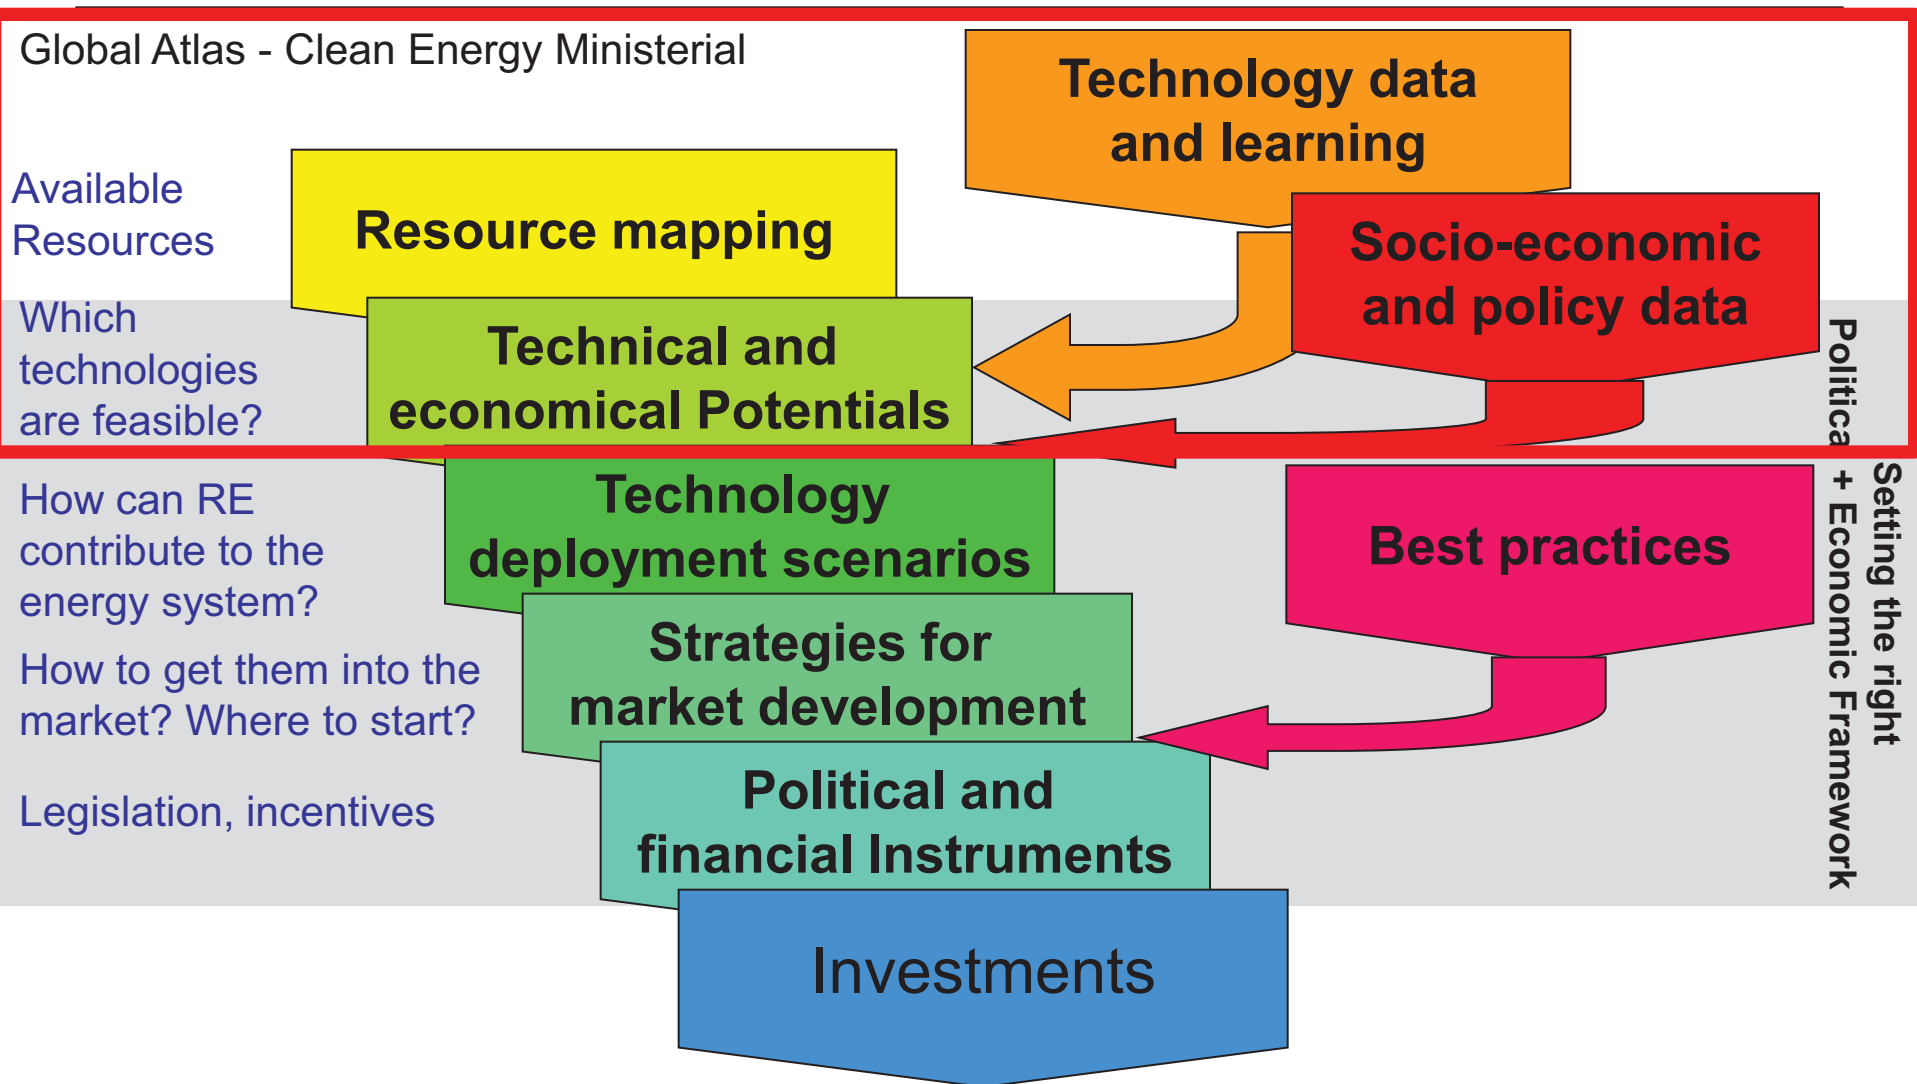 Global Atlas - Clean Energy Ministerial
Technology data
and learning
Available
Resources
Resource mapping
Socio-economic
and policy data
Which
technologies
are feasible?
Technical and
economical Potentials
How can RE
contribute to the
energy system?
Technology
deployment scenarios
Best practices
Setting the right
Political + Economic Framework
How to get them into the
market? Where to start?
Strategies for
market development
Legislation, incentives
Political and
financial Instruments
Investments